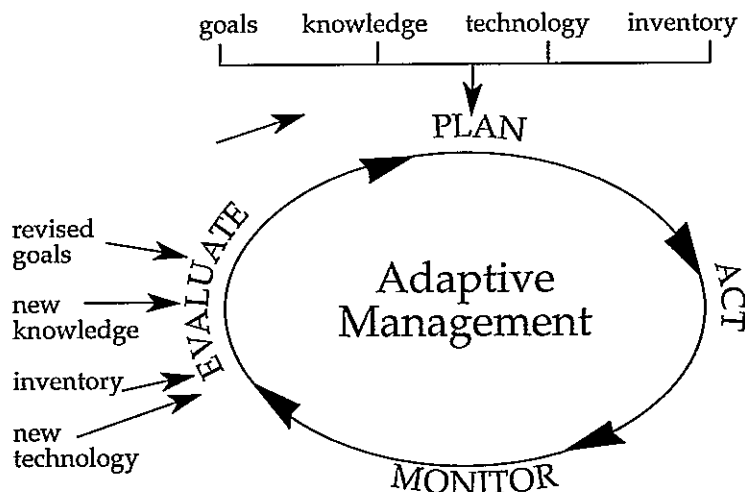 goals knowledge technology inventory
PLAN
revised
goals
EVALUATE
new
knowledge
Adaptive
Management
ACT
inventory
new
technology
MONITOR